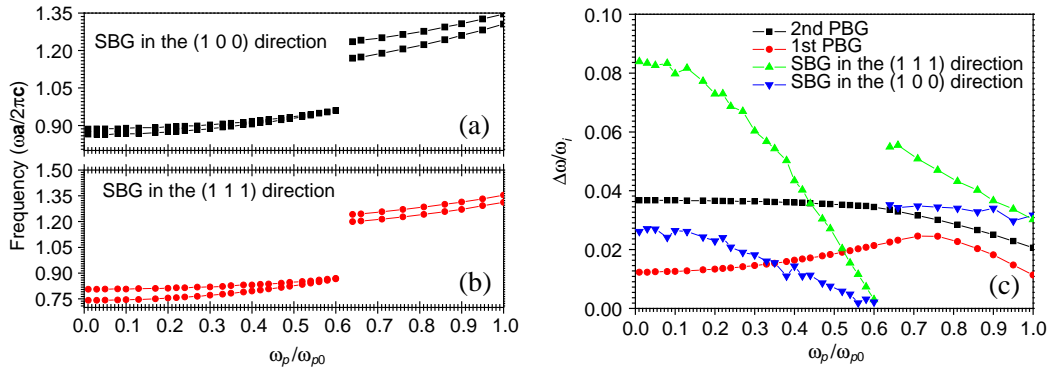 1.35
1.20
1.05
0.90
SBG in the (1 0 0) direction
(a)
1.50
1.35
1.20
1.05
0.90
0.75
SBG in the (1 1 1) direction
(b)
Frequency (ωa/2πc)
0.0 0.1 0.2 0.3 0.4 0.5 0.6 0.7 0.8 0.9 1.0
ωp/ωp0
0.10
0.08
0.06
0.04
0.02
0.00
Δω/ωi
2nd PBG
1st PBG
SBG in the (1 1 1) direction
SBG in the (1 0 0) direction
(c)
0.0 0.1 0.2 0.3 0.4 0.5 0.6 0.7 0.8 0.9 1.0
ωp/ωp0